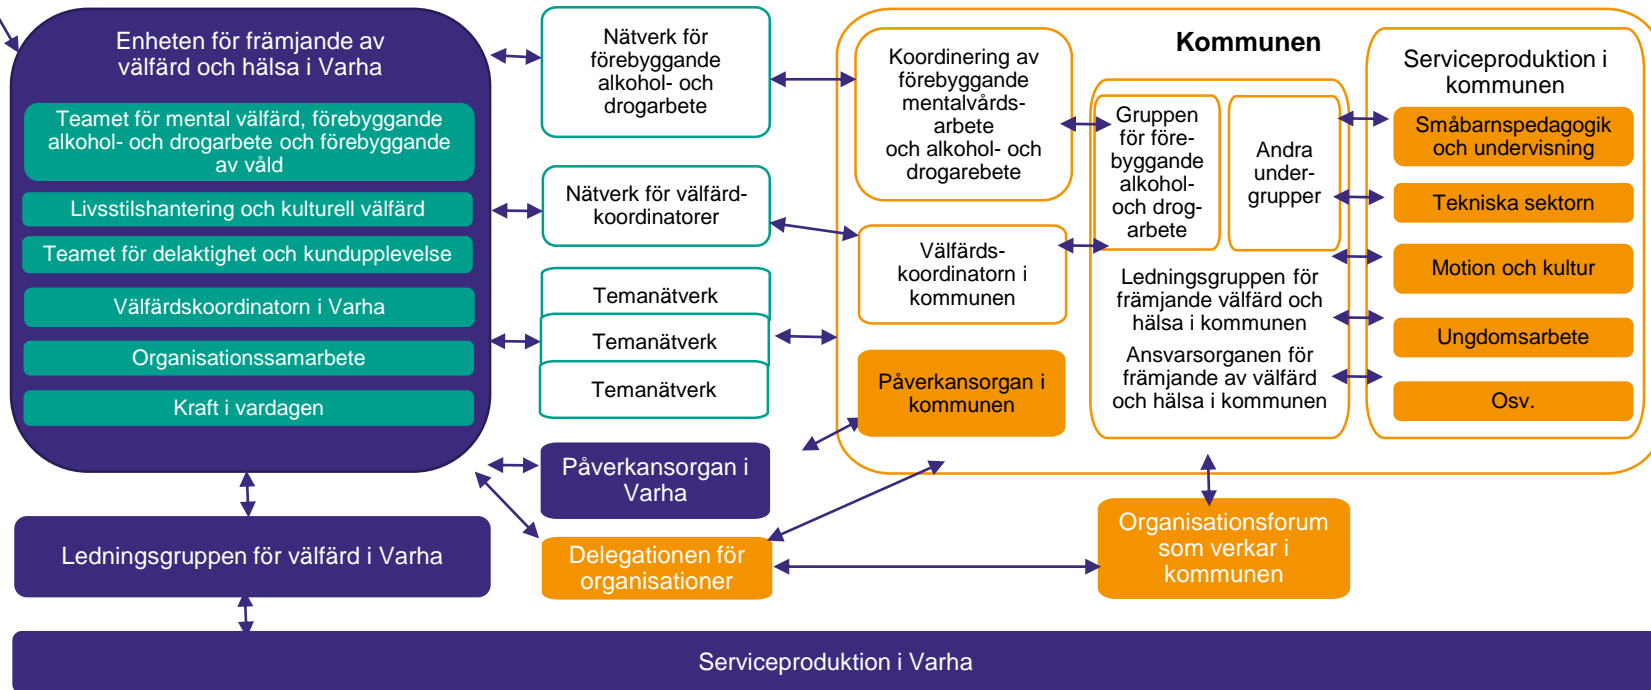 Enheten för främjande av
välfärd och hälsa i Varha
Teamet för mental välfärd, förebyggande
alkohol- och drogarbete och förebyggande
av våld
Livsstilshantering och kulturell välfärd
Teamet för delaktighet och kundupplevelse
Välfärdskoordinatorn i Varha
Organisationssamarbete
Kraft i vardagen
Ledningsgruppen för välfärd i Varha
Nätverk för
förebyggande
alkohol- och
drogarbete
Nätverk för välfärd-
koordinatorer
Temanätverk
Temanätverk
Temanätverk
Påverkansorgan i
Varha
Delegationen för
organisationer
Kommunen
Koordinering av
förebyggande
mentalvårds-
arbete
och alkohol- och
drogarebete
Välfärds-
koordinatorn i
kommunen
Påverkansorgan i
kommunen
Gruppen
för före-
byggande
alkohol-
och drog-
arbete
Andra
under-
grupper
Ledningsgruppen för
främjande välfärd och
hälsa i kommunen
Ansvarsorganen för
främjande av välfärd
och hälsa i kommunen
Serviceproduktion i
kommunen
Småbarnspedagogik
och undervisning
Tekniska sektorn
Motion och kultur
Ungdomsarbete
Osv.
Organisationsforum
som verkar i
kommunen
Serviceproduktion i Varha